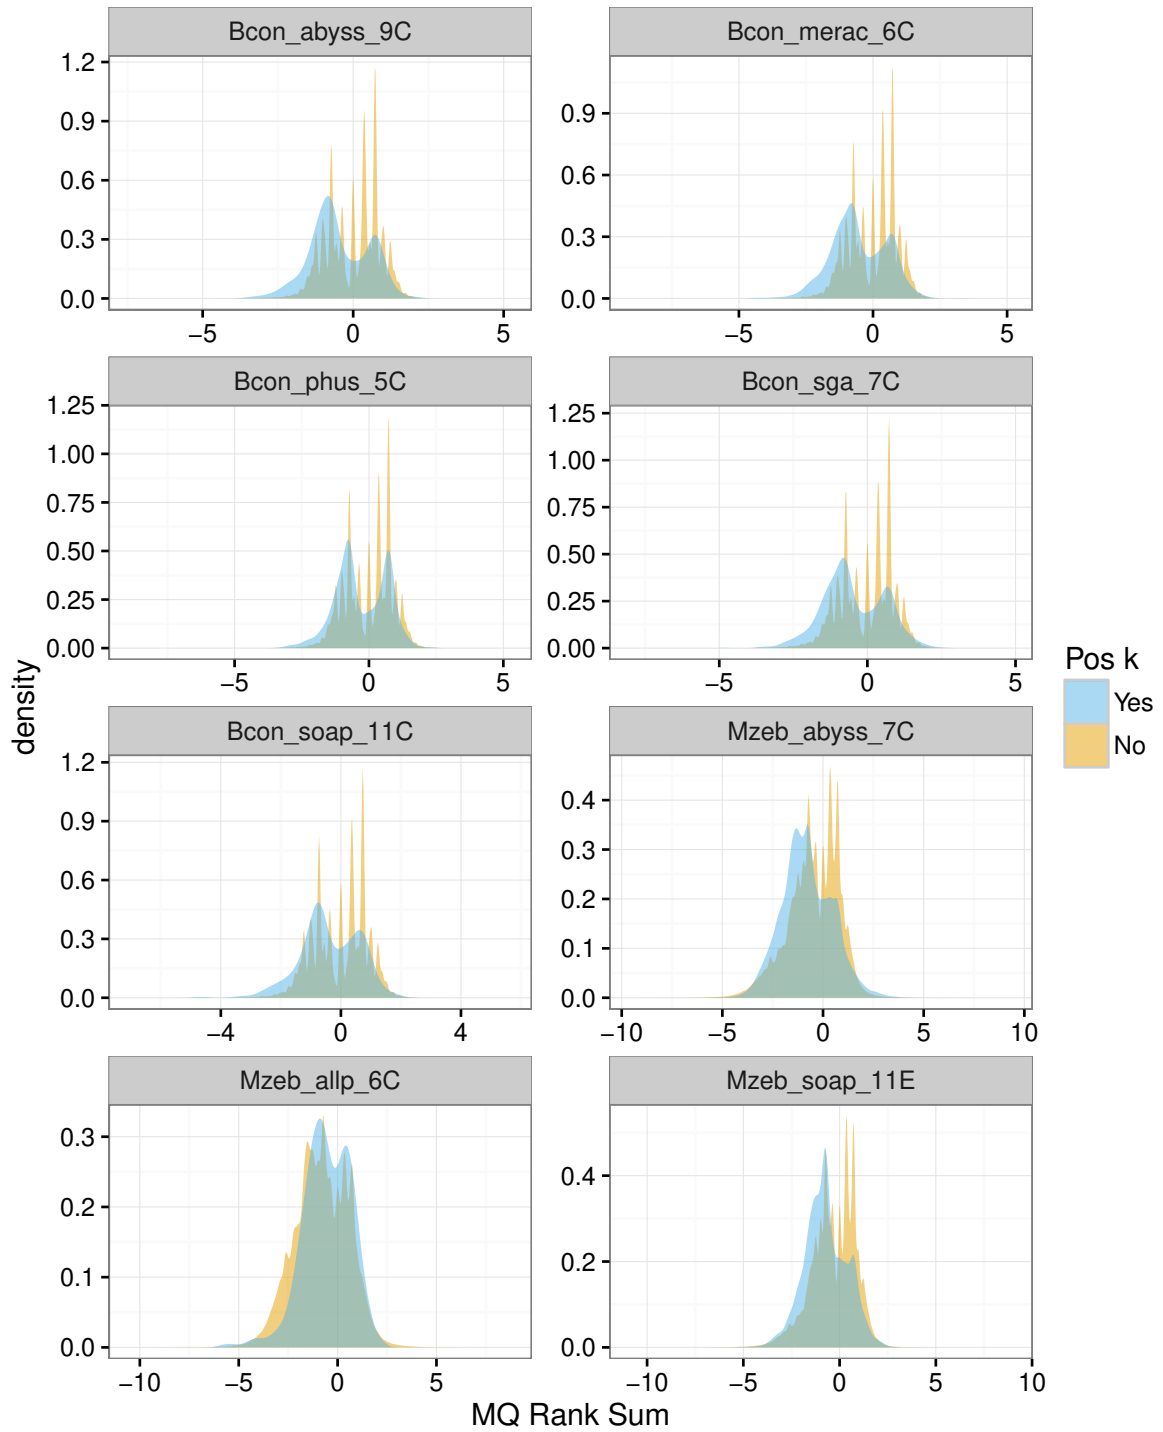 Bcon_abyss_9C
Bcon_merac_6C
1.2
0.9
0.6
0.3
0.0
−5 0 5
0.9
0.6
0.3
0.0
−5 0 5
Bcon_phus_5C
Bcon_sga_7C
1.25
1.00
0.75
0.50
0.25
0.00
−5 0 5
1.25
1.00
0.75
0.50
0.25
0.00
−5 0 5
Bcon_soap_11C
Mzeb_abyss_7C
1.2
0.9
0.6
0.3
0.0
−4 0 4
0.4
0.3
0.2
0.1
0.0
−10 −5 0 5 10
Mzeb_allp_6C
Mzeb_soap_11E
0.3
0.2
0.1
0.0
−10 −5 0 5
0.4
0.2
0.0
−10 −5 0 5 10
density
MQ Rank Sum
Pos k
Yes
No